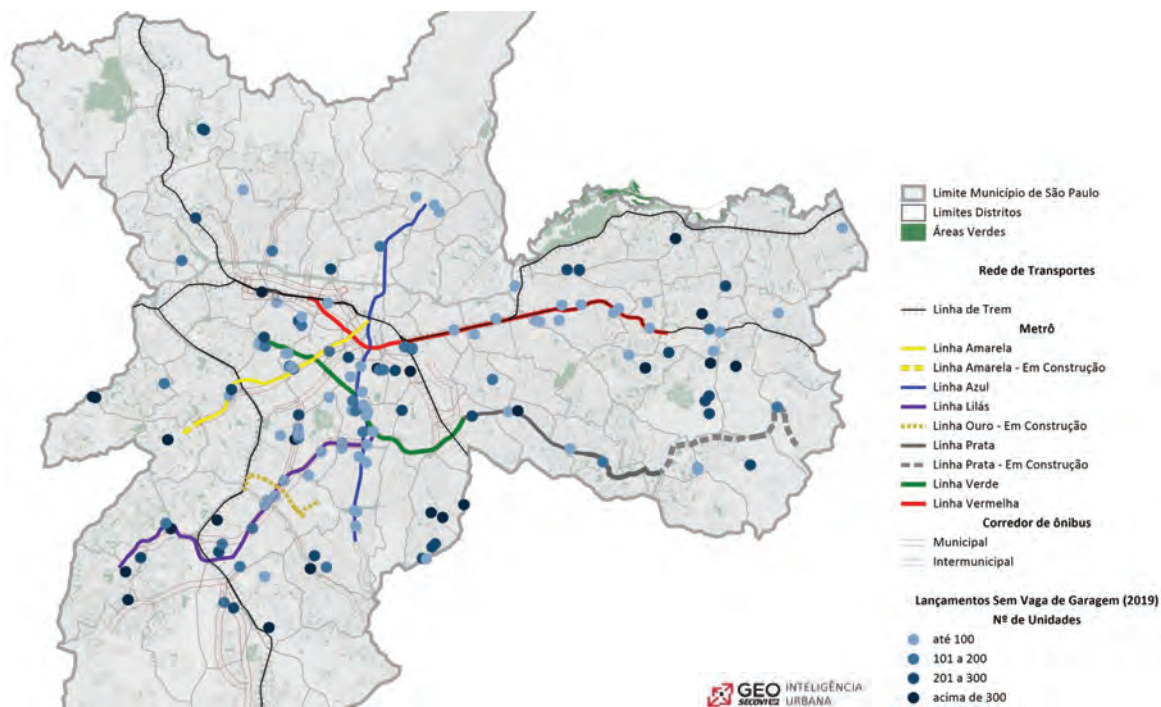 Limite Município de São Paulo
Limites Distritos
Áreas Verdes
Rede de Transportes
Linha de Trem
Metrô
Linha Amarela
Linha Amarela - Em Construção
Linha Azul
Linha Lilás
Linha Ouro - Em Construção
Linha Prata
Linha Prata - Em Construção
Linha Verde
Linha Vermelha
Corredor de ônibus
Municipal
Intermunicipal
Lançamentos Sem Vaga de Garagem (2019)
Nº de Unidades
até 100
101 a 200
201 a 300
acima de 300
GEO INTELIGÊNCIA
SECOVI URBANA